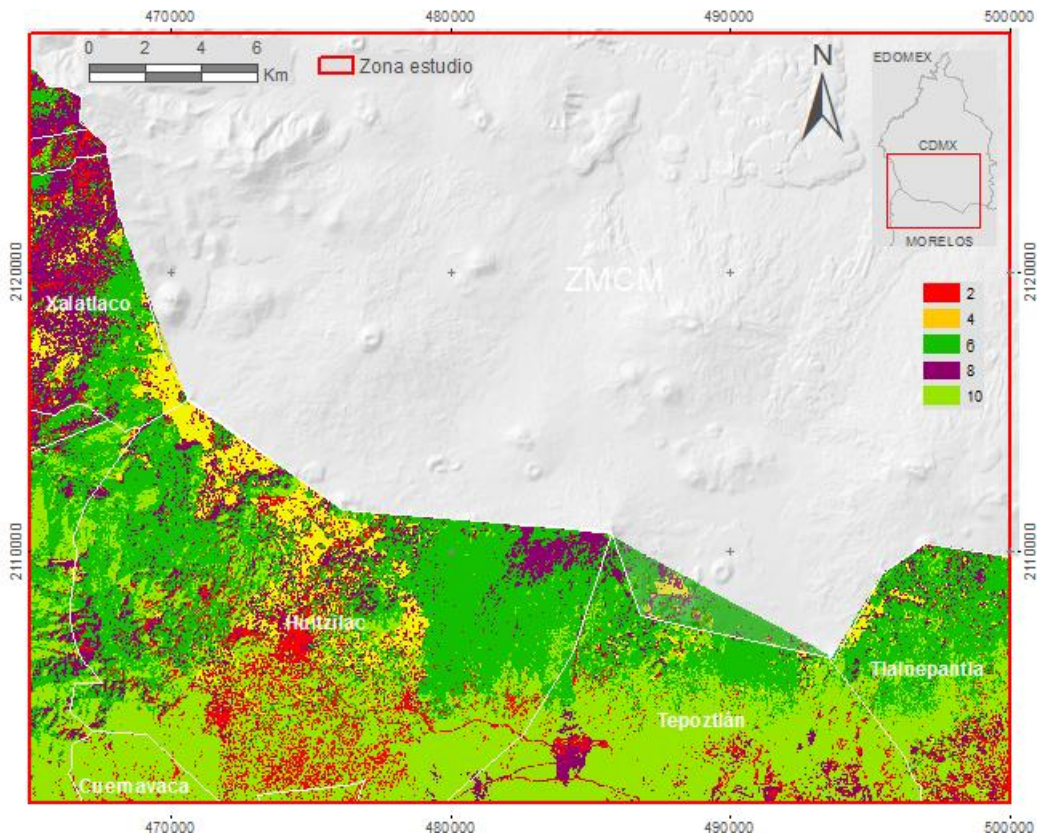 470000 480000 490000 500000
0 2 4 6
Km
Zona estudio
N
EDOMEX
CDMX
MORELOS
2120000
2120000
ZMCM
Xalatlaco
2
4
6
8
10
2110000
2110000
Huitzilac
Tlalnepantla
Tepoztlán
Cuernavaca
470000 480000 490000 500000